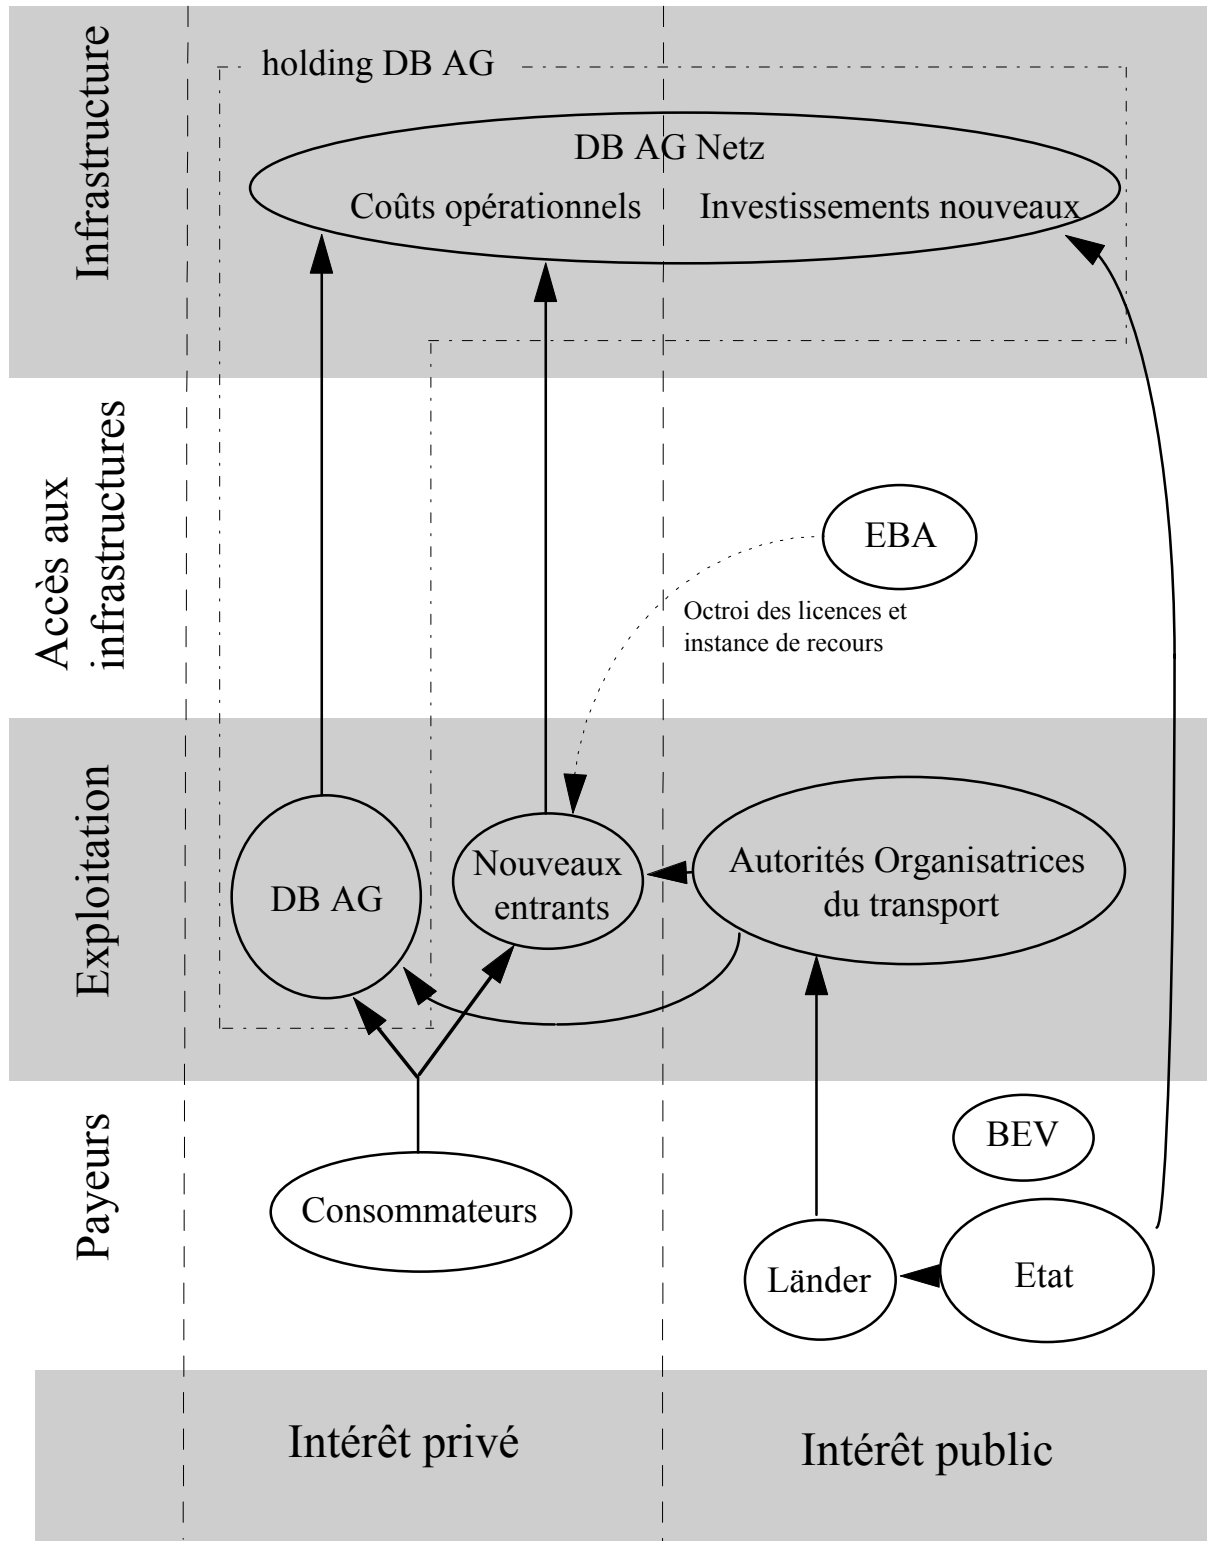 Infrastructure
holding DB AG
DB AG Netz
Coûts opérationnels
Investissements nouveaux
Accès aux
infrastructures
EBA
Octroi des licences et
instance de recours
Exploitation
DB AG
Nouveaux
entrants
Autorités Organisatrices
du transport
Payeurs
Consommateurs
BEV
Länder
Etat
Intérêt privé
Intérêt public